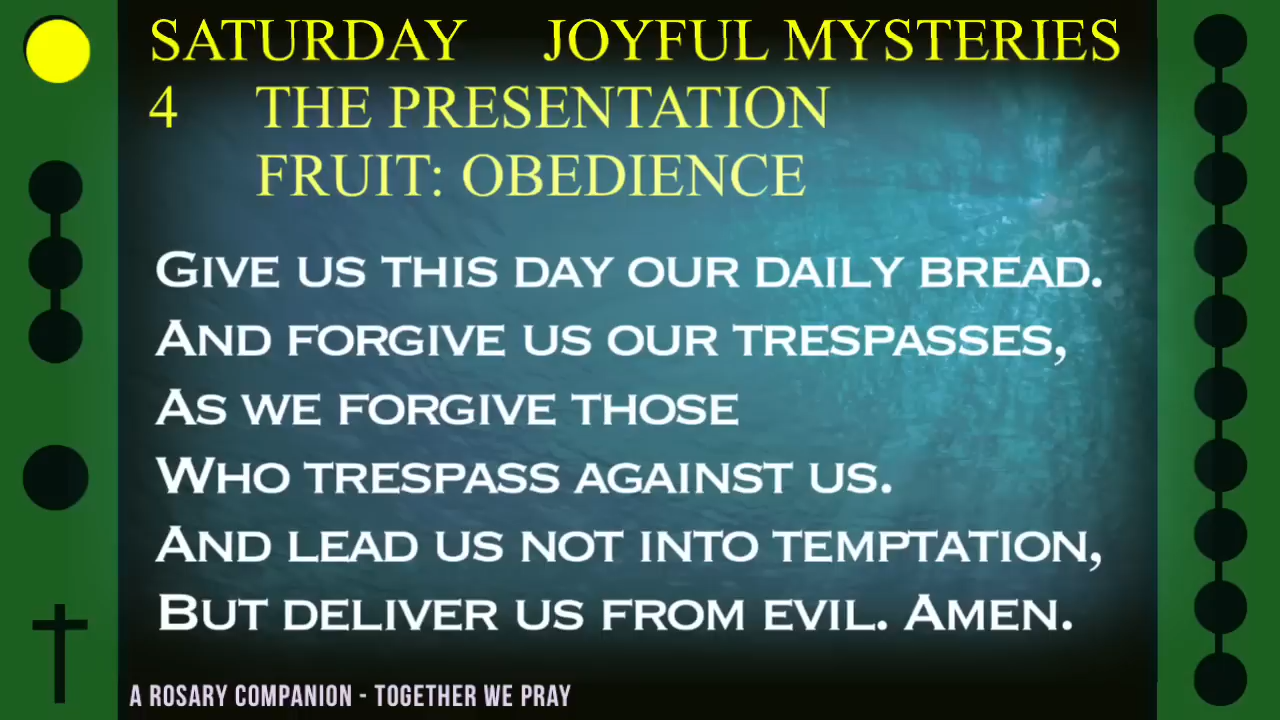 SATURDAY JOYFUL MYSTERIES
4 THE PRESENTATION
FRUIT: OBEDIENCE
GIVE US THIS DAY OUR DAILY BREAD.
AND FORGIVE US OUR TRESPASSES,
AS WE FORGIVE THOSE
WHO TRESPASS AGAINST US.
AND LEAD US NOT INTO TEMPTATION,
BUT DELIVER US FROM EVIL. AMEN.
A ROSARY COMPANION - TOGETHER WE PRAY